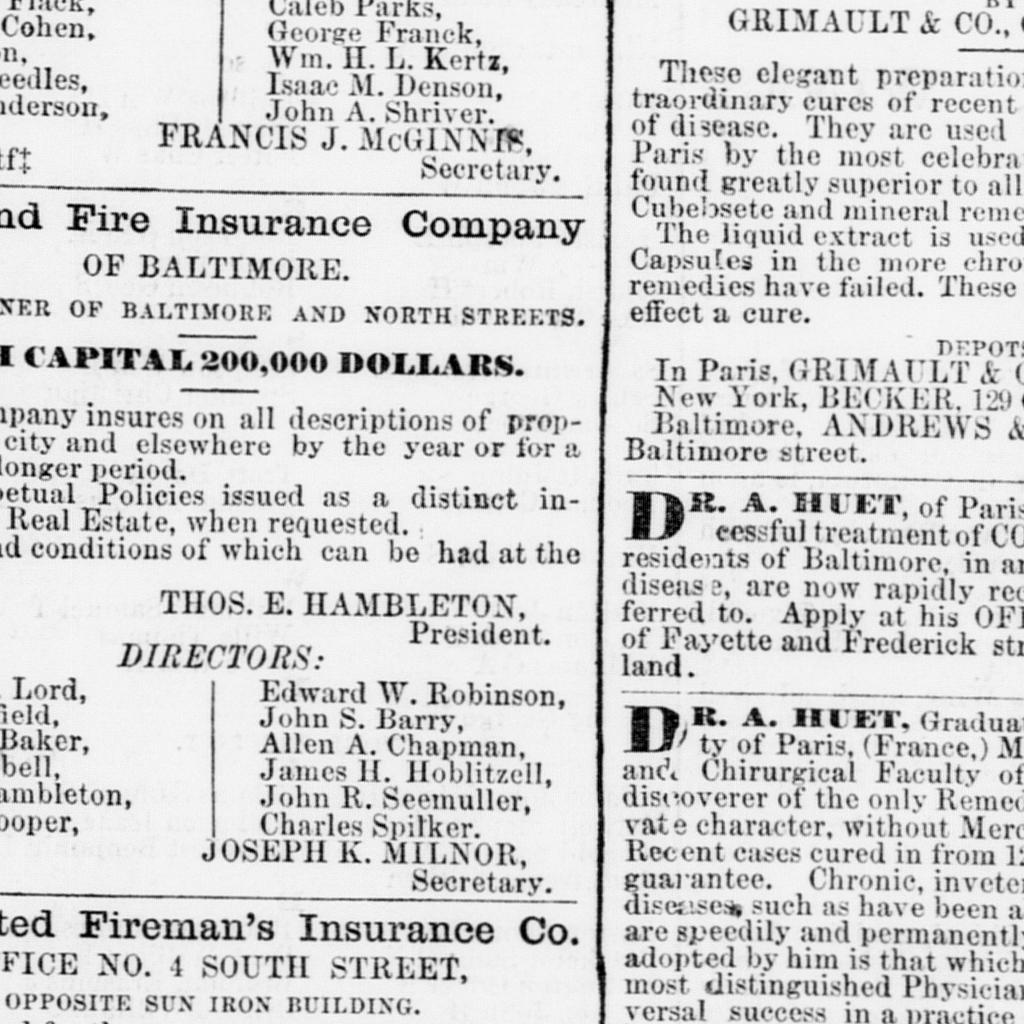 Flack,
Cohen,
on,
eedles,
nderson,
Caleb Parks,
George Franck,
Wm. H. L. Kertz,
Isaac M. Denson,
John A. Shriver.
FRANCIS J. McGINNIS,
tf‡
Secretary.
nd Fire Insurance Company
OF BALTIMORE.
NER OF BALTIMORE AND NORTH STREETS.
H CAPITAL 200,000 DOLLARS.
mpany insures on all descriptions of prop-
city and elsewhere by the year or for a
longer period.
petual Policies issued as a distinct in-
Real Estate, when requested.
nd conditions of which can be had at the
THOS. E. HAMBLETON,
President.
DIRECTORS:
Lord,
field,
Baker,
bell,
ambleton,
ooper,
Edward W. Robinson,
John S. Barry,
Allen A. Chapman,
James H. Hoblitzell,
John R. Seemuller,
Charles Spilker.
JOSEPH K. MILNOR,
Secretary.
ted Fireman's Insurance Co.
FFICE NO. 4 SOUTH STREET,
OPPOSITE SUN IRON BUILDING.
BY
GRIMAULT & CO.,
These elegant preparation
traordinary cures of recent
of disease. They are used
Paris by the most celebra
found greatly superior to all
Cubebsete and mineral reme
The liquid extract is used
Capsules in the more chro
remedies have failed. These
effect a cure.
DEPOTS
In Paris, GRIMAULT & C
New York, BECKER, 129
Baltimore, ANDREWS &
Baltimore street.
DR. A. HUET, of Paris
cessful treatment of CO
residents of Baltimore, in an
disease, are now rapidly rec
ferred to. Apply at his OFF
of Fayette and Frederick str
land.
DR. A. HUET, Graduat
ty of Paris, (France,) M
and Chirurgical Faculty of
discoverer of the only Remed
vate character, without Merc
Recent cases cured in from 12
guarantee. Chronic, inveter
diseases, such as have been a
are speedily and permanently
adopted by him is that which
most distinguished Physician
versal success in a practice